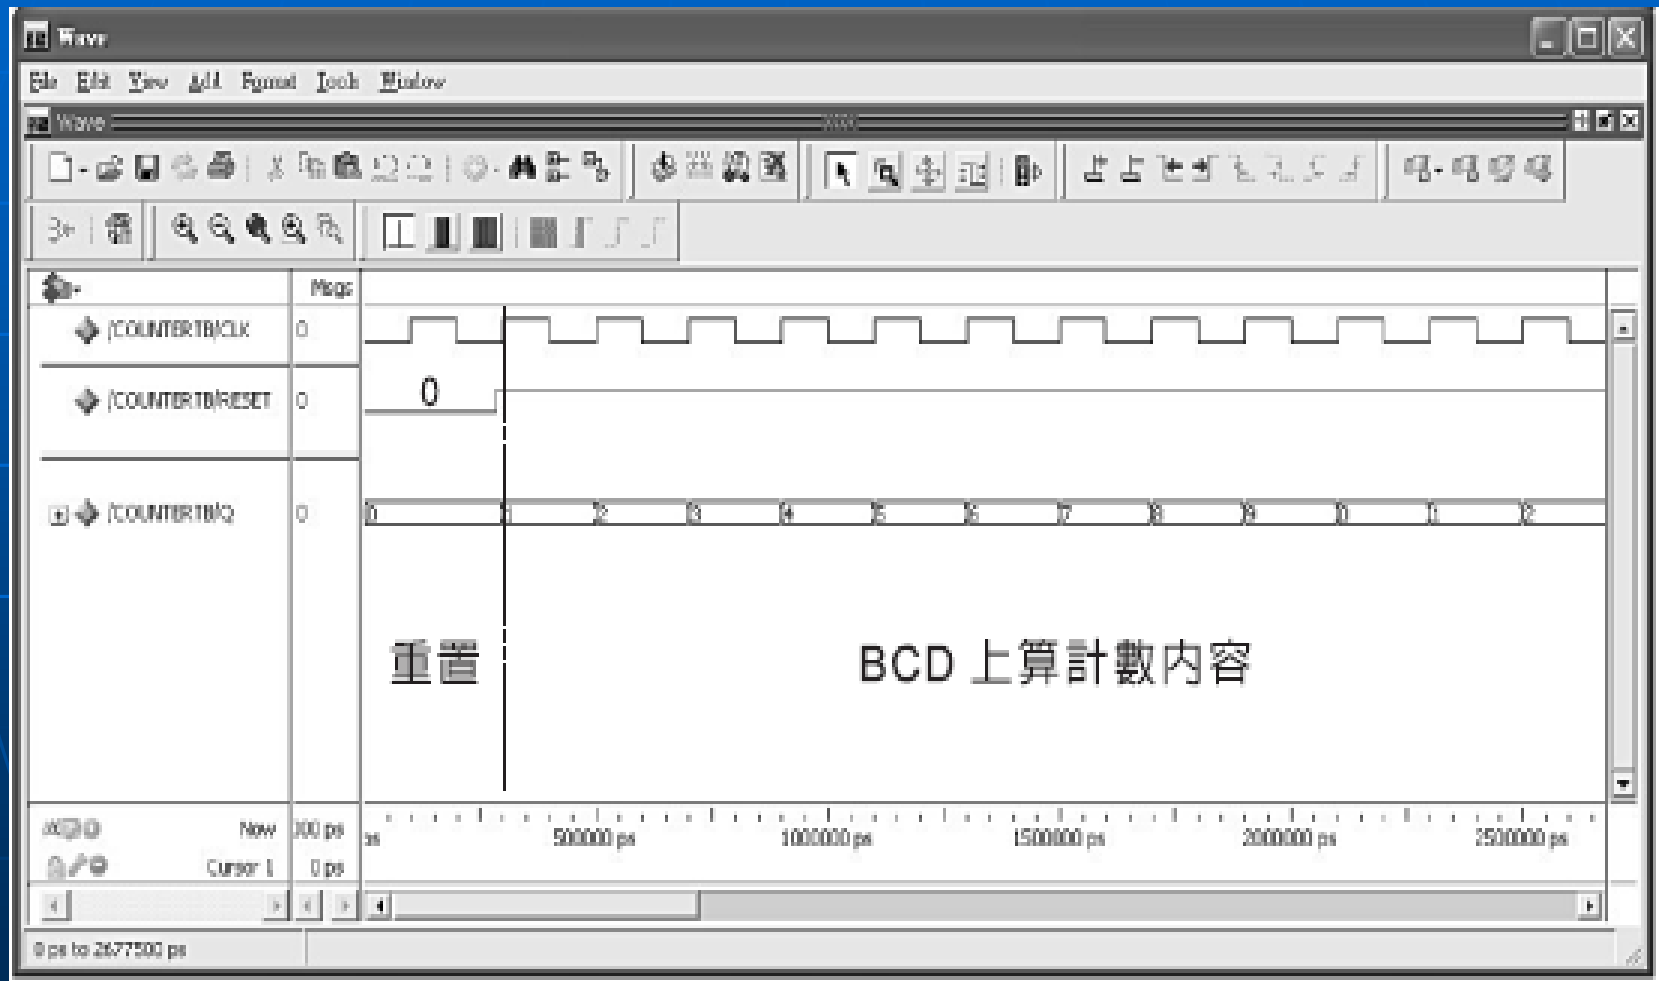 Wave
File Edit View Add Format Tools Window
Wave
Msgs
/COUNTERTB/CLK 0
/COUNTERTB/RESET 0 0
/COUNTERTB/Q 0 0 1 2 3 4 5 6 7 8 9 0 1 2
重置 BCD 上算計數內容
Now 000 ps ps 500000 ps 1000000 ps 1500000 ps 2000000 ps 2500000 ps
Cursor 1 0 ps
0 ps to 2677500 ps